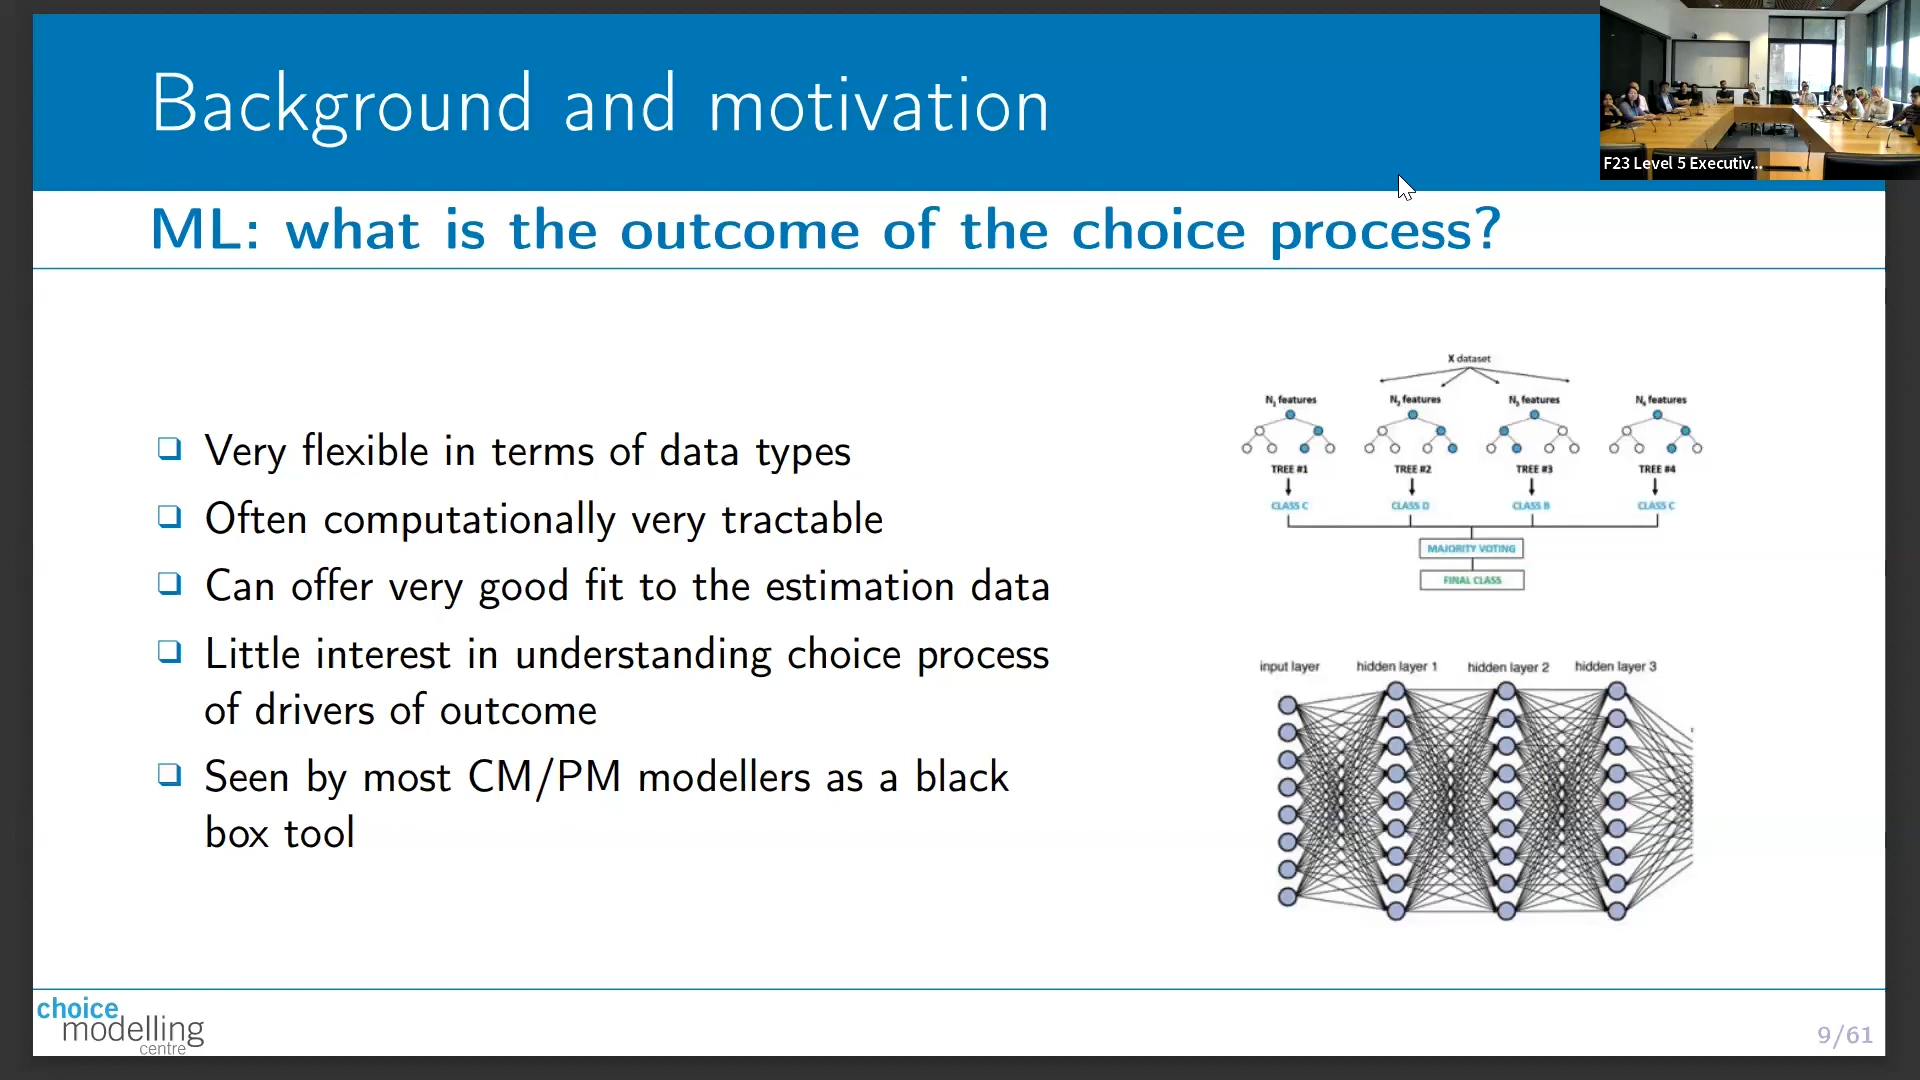 Background and motivation
F23 Level 5 Executiv...
ML: what is the outcome of the choice process?
❑ Very flexible in terms of data types
❑ Often computationally very tractable
❑ Can offer very good fit to the estimation data
❑ Little interest in understanding choice process
of drivers of outcome
❑ Seen by most CM/PM modellers as a black
box tool
X dataset
N₁ features N₂ features N₃ features N₄ features
TREE #1 TREE #2 TREE #3 TREE #4
CLASS C CLASS D CLASS B CLASS C
MAJORITY VOTING
FINAL CLASS
input layer hidden layer 1 hidden layer 2 hidden layer 3
choice
modelling
centre
9/61